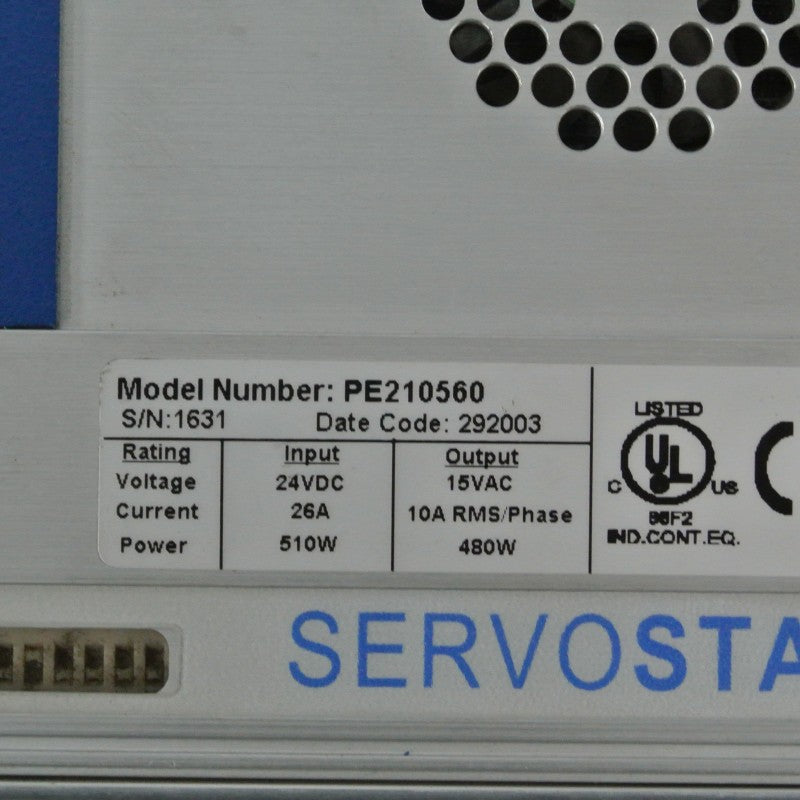 Model Number: PE210560
S/N:1631 Date Code: 292003
Rating Input Output
Voltage 24VDC 15VAC
Current 26A 10A RMS/Phase
Power 510W 480W
LISTED
UL
C US
IND.CONT.EQ.
SERVOSTA